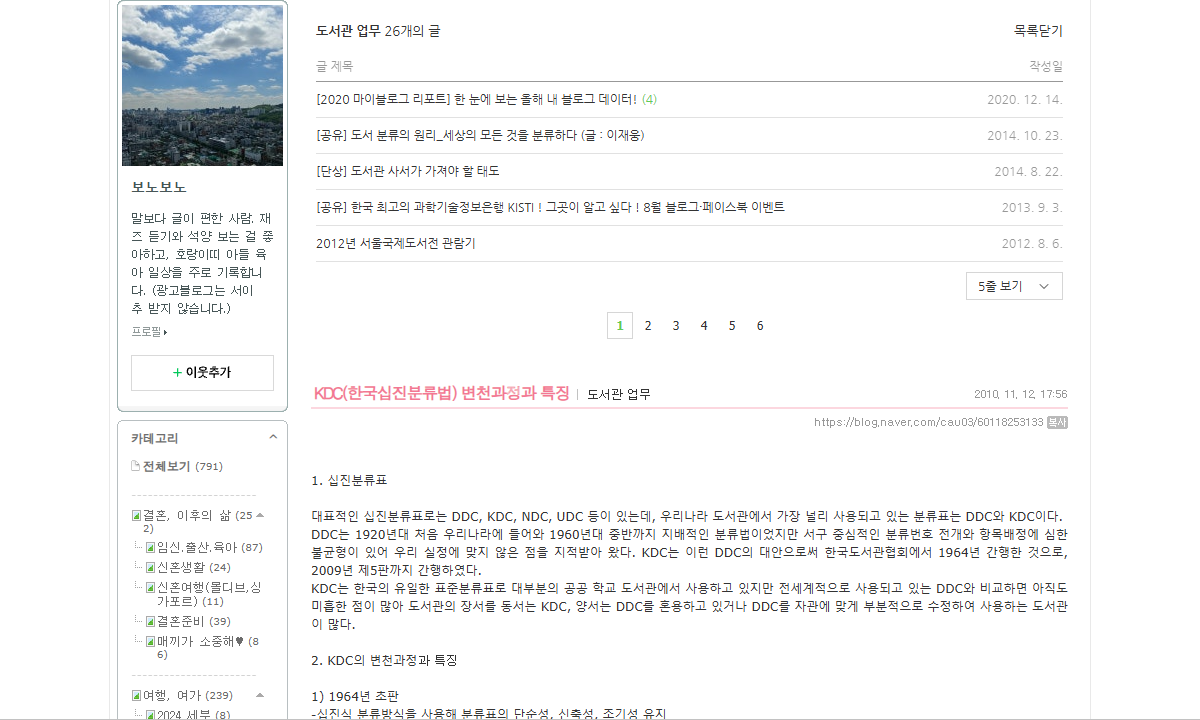 보노보노
말보다 글이 편한 사람. 재
즈 듣기와 석양 보는 걸 좋
아하고, 호랑이띠 아들 육
아 일상을 주로 기록합니
다. (광고블로그는 서이
추 받지 않습니다.)
프로필
+ 이웃추가
카테고리
전체보기 (791)
결혼, 이후의 삶 (25
2)
임신.출산.육아 (87)
신혼생활 (24)
신혼여행(몰디브,싱
가포르) (11)
결혼준비 (39)
매끼가 소중해♥ (8
6)
여행, 여가 (239)
2024 세부 (8)
도서관 업무 26개의 글 목록닫기
글 제목 작성일
[2020 마이블로그 리포트] 한 눈에 보는 올해 내 블로그 데이터! (4) 2020. 12. 14.
[공유] 도서 분류의 원리_세상의 모든 것을 분류하다 (글 : 이재웅) 2014. 10. 23.
[단상] 도서관 사서가 가져야 할 태도 2014. 8. 22.
[공유] 한국 최고의 과학기술정보은행 KISTI ! 그곳이 알고 싶다 ! 8월 블로그·페이스북 이벤트 2013. 9. 3.
2012년 서울국제도서전 관람기 2012. 8. 6.
5줄 보기
1 2 3 4 5 6
KDC(한국십진분류법) 변천과정과 특징 | 도서관 업무 2010. 11. 12. 17:56
https://blog.naver.com/cau03/60118253133 복사
1. 십진분류표
대표적인 십진분류표로는 DDC, KDC, NDC, UDC 등이 있는데, 우리나라 도서관에서 가장 널리 사용되고 있는 분류표는 DDC와 KDC이다.
DDC는 1920년대 처음 우리나라에 들어와 1960년대 중반까지 지배적인 분류법이었지만 서구 중심적인 분류번호 전개와 항목배정에 심한
불균형이 있어 우리 실정에 맞지 않은 점을 지적받아 왔다. KDC는 이런 DDC의 대안으로써 한국도서관협회에서 1964년 간행한 것으로,
2009년 제5판까지 간행하였다.
KDC는 한국의 유일한 표준분류표로 대부분의 공공 학교 도서관에서 사용하고 있지만 전세계적으로 사용되고 있는 DDC와 비교하면 아직도
미흡한 점이 많아 도서관의 장서를 동서는 KDC, 양서는 DDC를 혼용하고 있거나 DDC를 자관에 맞게 부분적으로 수정하여 사용하는 도서관
이 많다.
2. KDC의 변천과정과 특징
1) 1964년 초판
-십진식 분류방식을 사용해 분류표의 단순성, 신축성, 조기성 유지